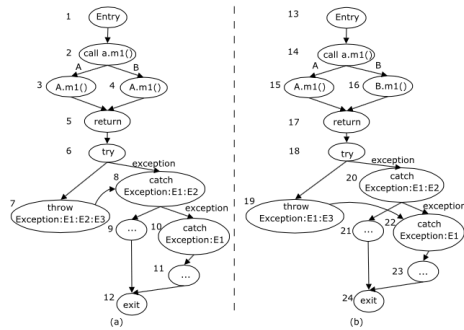 1 Entry
2 call a.m1()
A B
3 A.m1() 4 A.m1()
5 return
6 try
exception
8 catch
Exception:E1:E2
7 throw
Exception:E1:E2:E3
exception
9 ... 10 catch
Exception:E1
11 ...
12 exit
(a)
13 Entry
14 call a.m1()
A B
15 A.m1() 16 B.m1()
17 return
18 try
exception
20 catch
Exception:E1:E2
19 throw
Exception:E1:E3
exception
21 ... 22 catch
Exception:E1
23 ...
24 exit
(b)